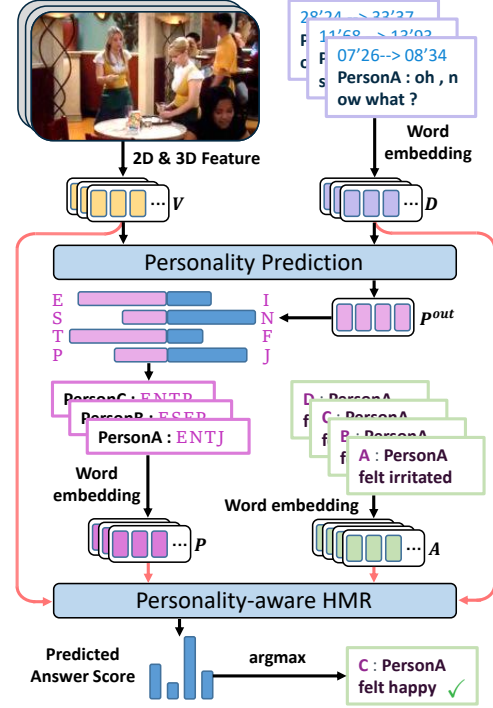 28'24--> 33'37
11'68--> 13'93
07'26--> 08'34
PersonA : oh , n
ow what ?
2D & 3D Feature
Word
embedding
... V
... D
Personality Prediction
E I
S N
T F
P J
P^out
PersonC : ENTP
PersonB : ESFP
PersonA : ENTJ
D : PersonA
C : PersonA
B : PersonA
A : PersonA
felt irritated
Word
embedding
Word embedding
... P
... A
Personality-aware HMR
Predicted
Answer Score
argmax
C : PersonA
felt happy ✓